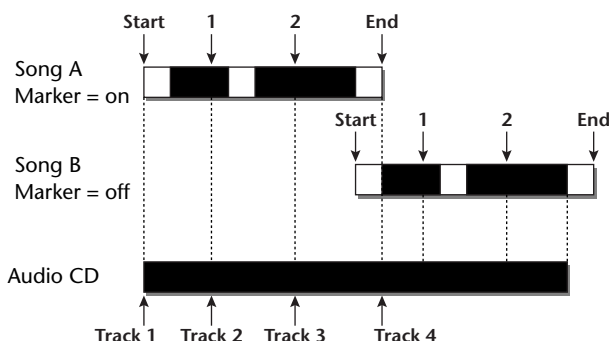 Start 1 2 End
Song A
Marker = on
Start 1 2 End
Song B
Marker = off
Audio CD
Track 1 Track 2 Track 3 Track 4